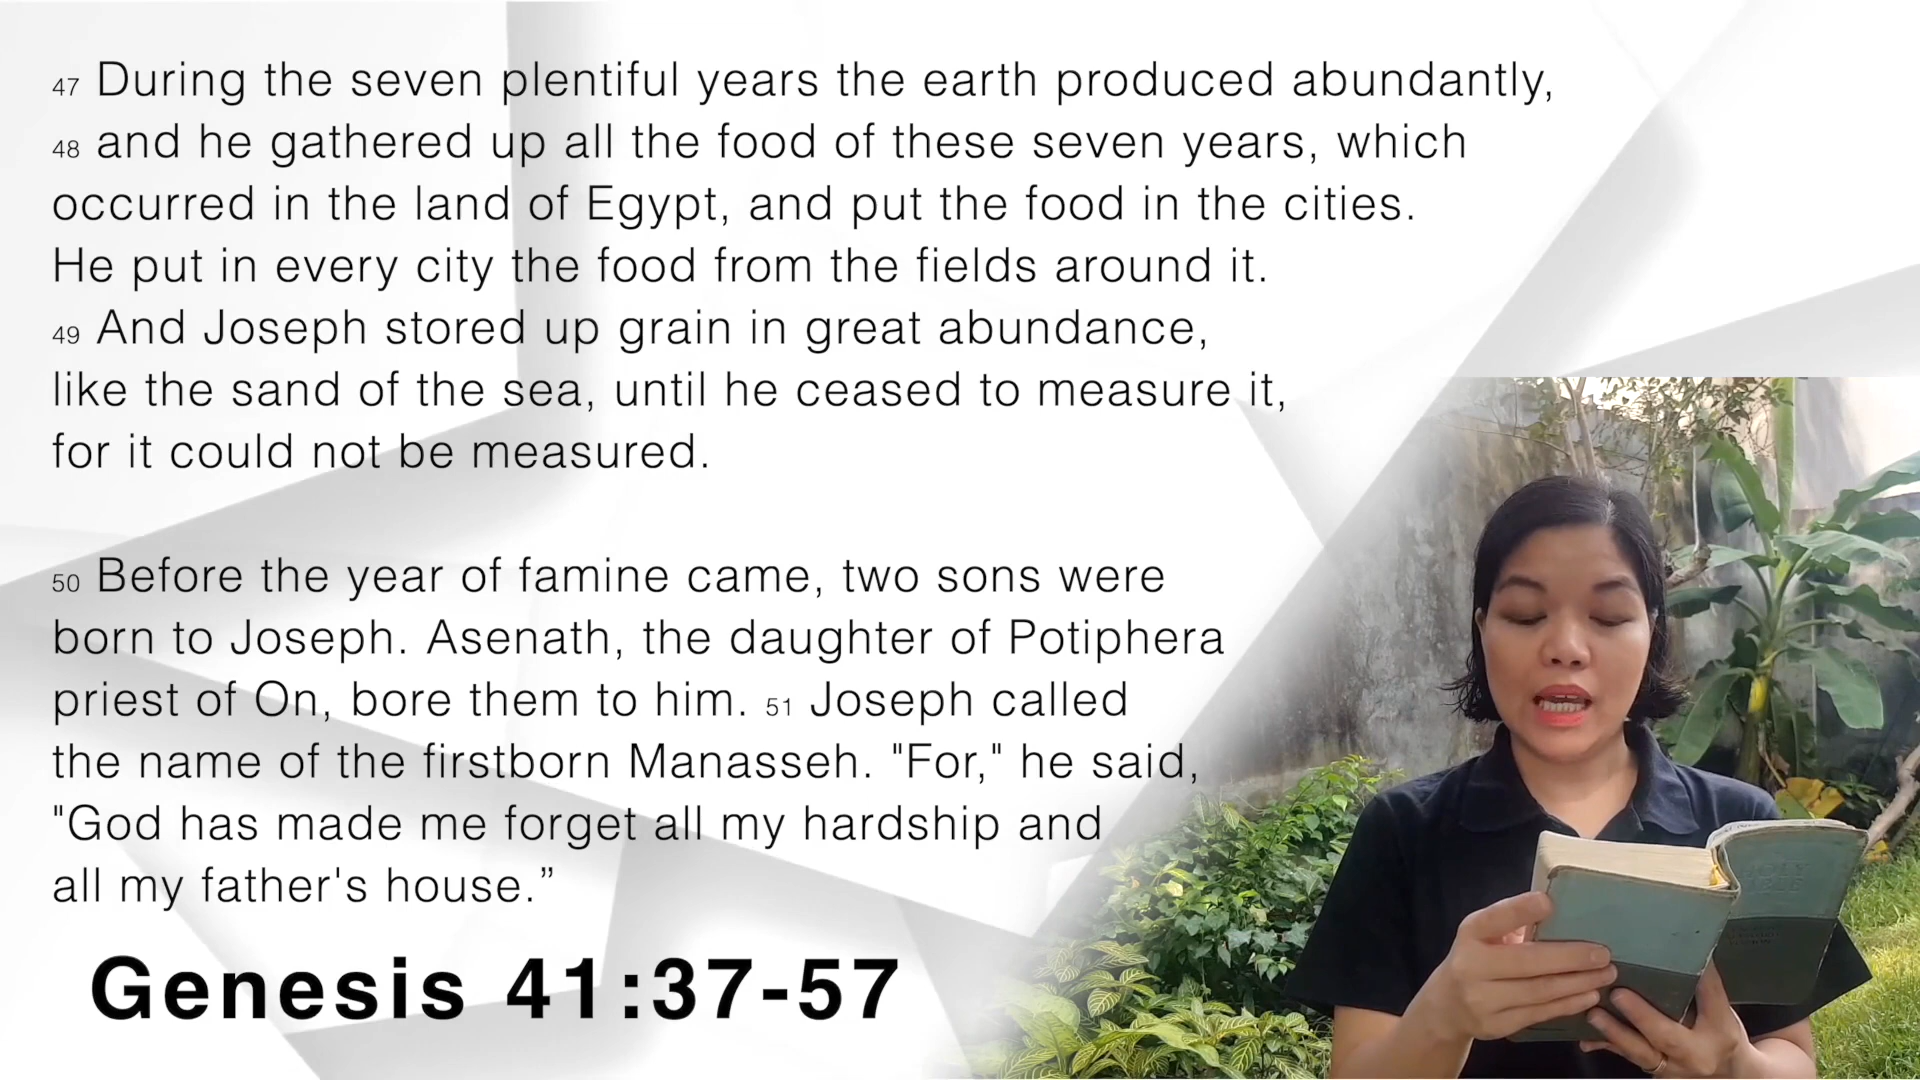 47 During the seven plentiful years the earth produced abundantly,
48 and he gathered up all the food of these seven years, which
occurred in the land of Egypt, and put the food in the cities.
He put in every city the food from the fields around it.
49 And Joseph stored up grain in great abundance,
like the sand of the sea, until he ceased to measure it,
for it could not be measured.
50 Before the year of famine came, two sons were
born to Joseph. Asenath, the daughter of Potiphera
priest of On, bore them to him. 51 Joseph called
the name of the firstborn Manasseh. "For," he said,
"God has made me forget all my hardship and
all my father's house.”
Genesis 41:37-57
HOLY
BIBLE